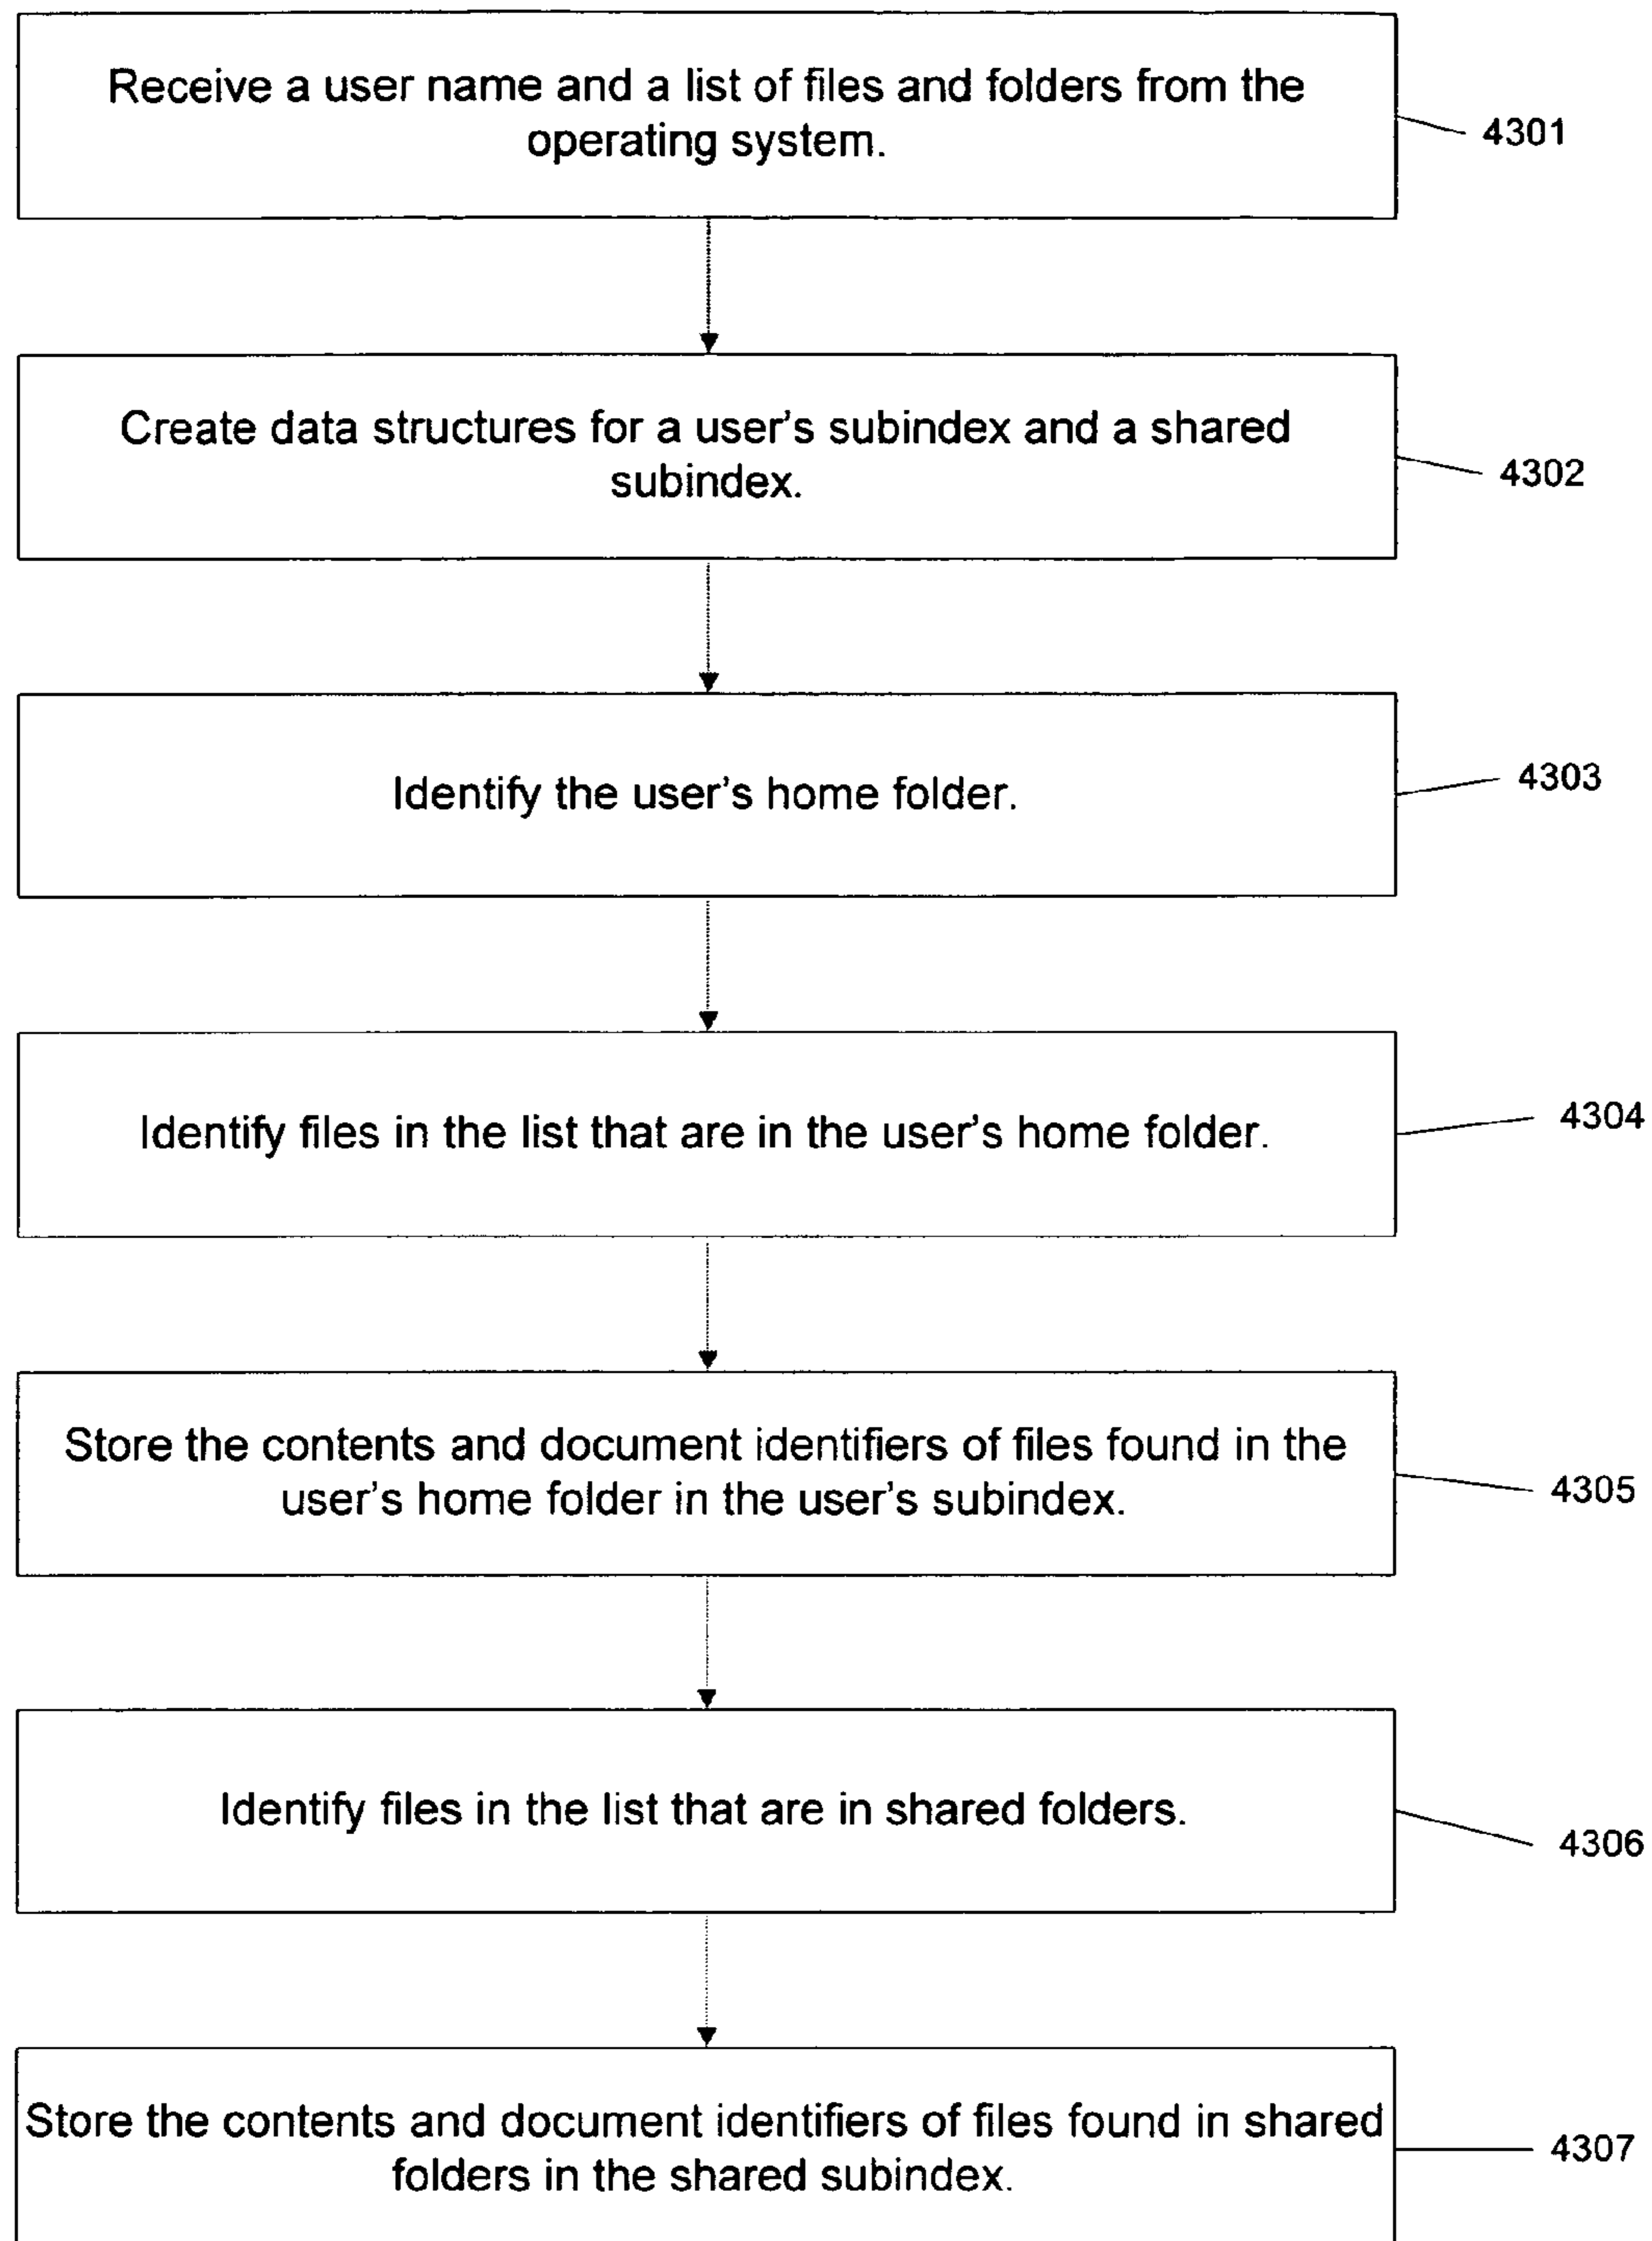 Receive a user name and a list of files and folders from the
operating system.
4301
Create data structures for a user's subindex and a shared
subindex.
4302
Identify the user's home folder.
4303
Identify files in the list that are in the user's home folder.
4304
Store the contents and document identifiers of files found in the
user's home folder in the user's subindex.
4305
Identify files in the list that are in shared folders.
4306
Store the contents and document identifiers of files found in shared
folders in the shared subindex.
4307